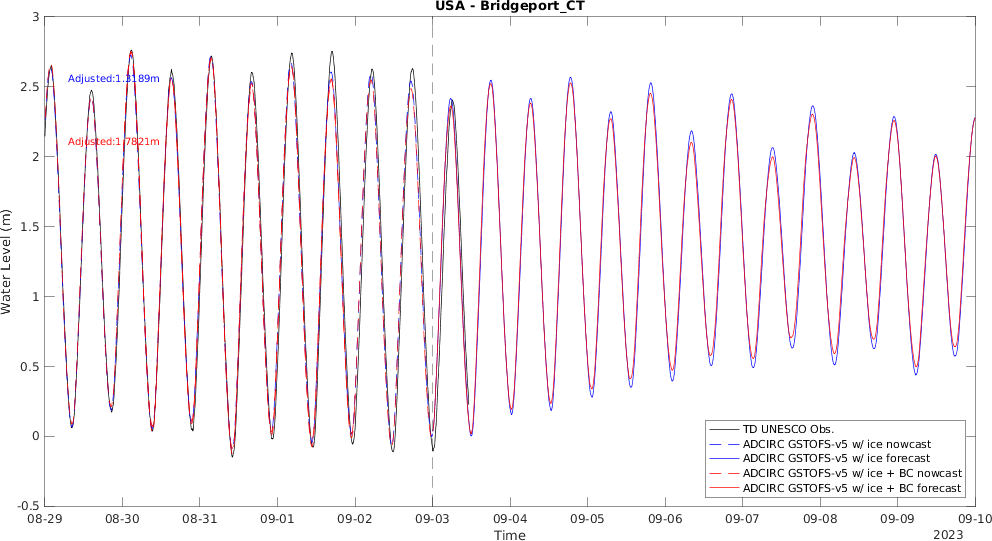 USA - Bridgeport_CT
3
2.5
2
1.5
1
0.5
0
-0.5
Water Level (m)
Adjusted:1.3189m
Adjusted:1.7821m
TD UNESCO Obs.
ADCIRC GSTOFS-v5 w/ ice nowcast
ADCIRC GSTOFS-v5 w/ ice forecast
ADCIRC GSTOFS-v5 w/ ice + BC nowcast
ADCIRC GSTOFS-v5 w/ ice + BC forecast
08-29 08-30 08-31 09-01 09-02 09-03 09-04 09-05 09-06 09-07 09-08 09-09 09-10
Time
2023